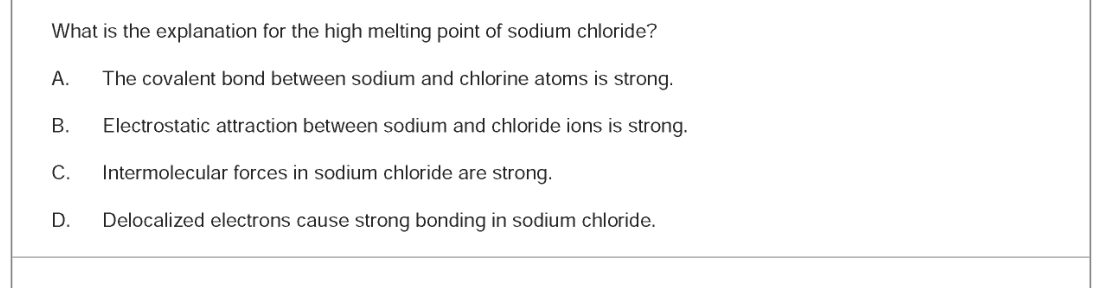 What is the explanation for the high melting point of sodium chloride?
A. The covalent bond between sodium and chlorine atoms is strong.
B. Electrostatic attraction between sodium and chloride ions is strong.
C. Intermolecular forces in sodium chloride are strong.
D. Delocalized electrons cause strong bonding in sodium chloride.